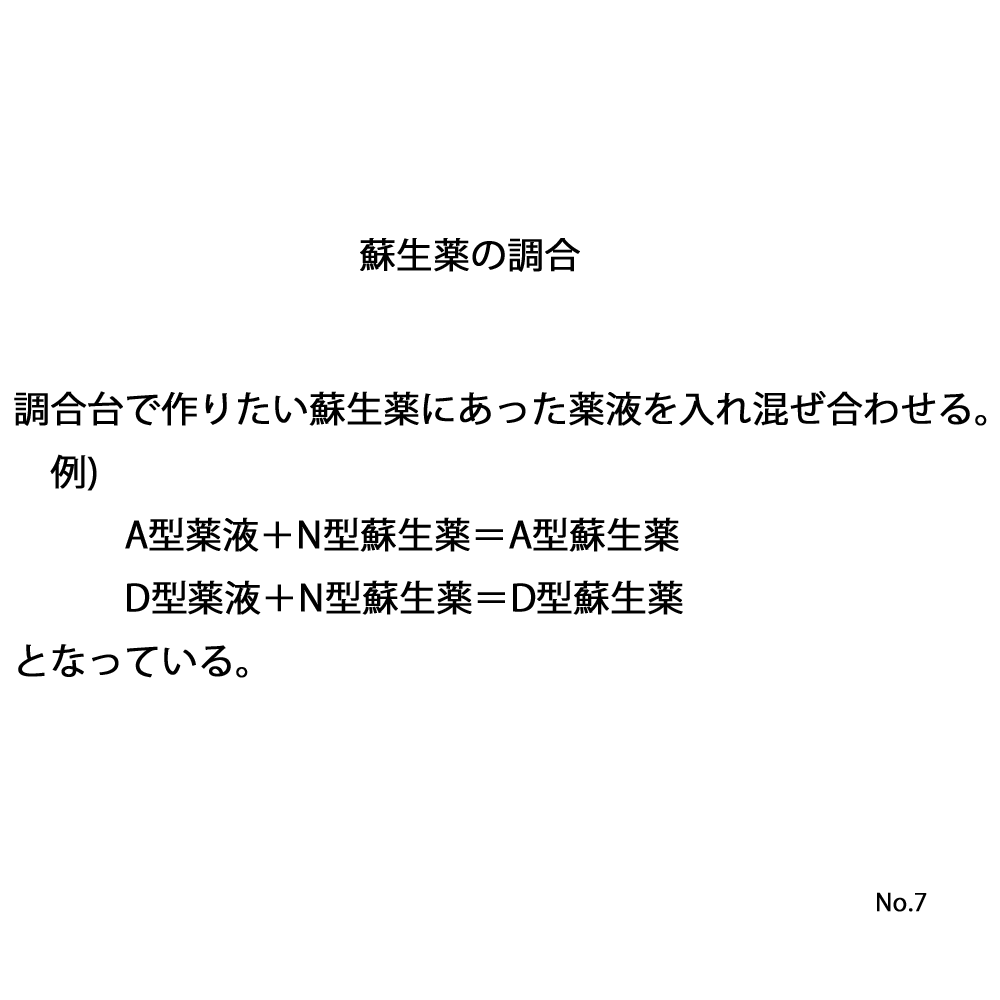 蘇生薬の調合
調合台で作りたい蘇生薬にあった薬液を入れ混ぜ合わせる。
例)
A型薬液＋N型蘇生薬＝A型蘇生薬
D型薬液＋N型蘇生薬＝D型蘇生薬
となっている。
No.7